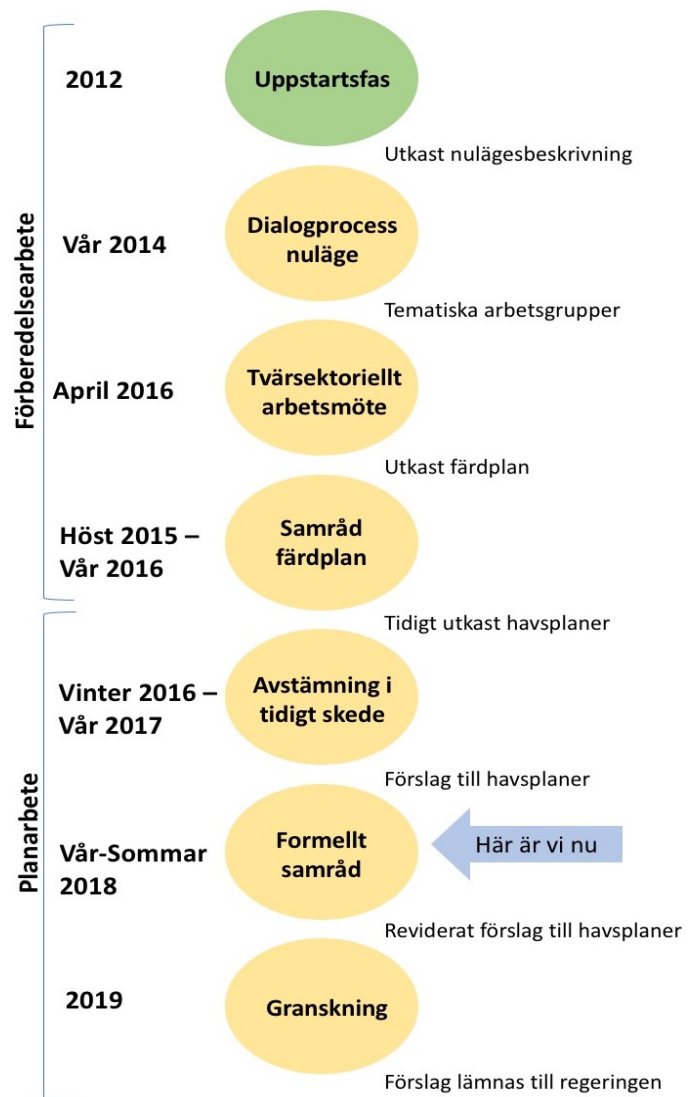 Förberedelsearbete
2012
Uppstartsfas
Utkast nulägesbeskrivning
Vår 2014
Dialogprocess
nuläge
Tematiska arbetsgrupper
April 2016
Tvärsektoriellt
arbetsmöte
Utkast färdplan
Höst 2015 –
Vår 2016
Samråd
färdplan
Tidigt utkast havsplaner
Planarbete
Vinter 2016 –
Vår 2017
Avstämning i
tidigt skede
Förslag till havsplaner
Vår-Sommar
2018
Formellt
samråd
Här är vi nu
Reviderat förslag till havsplaner
2019
Granskning
Förslag lämnas till regeringen